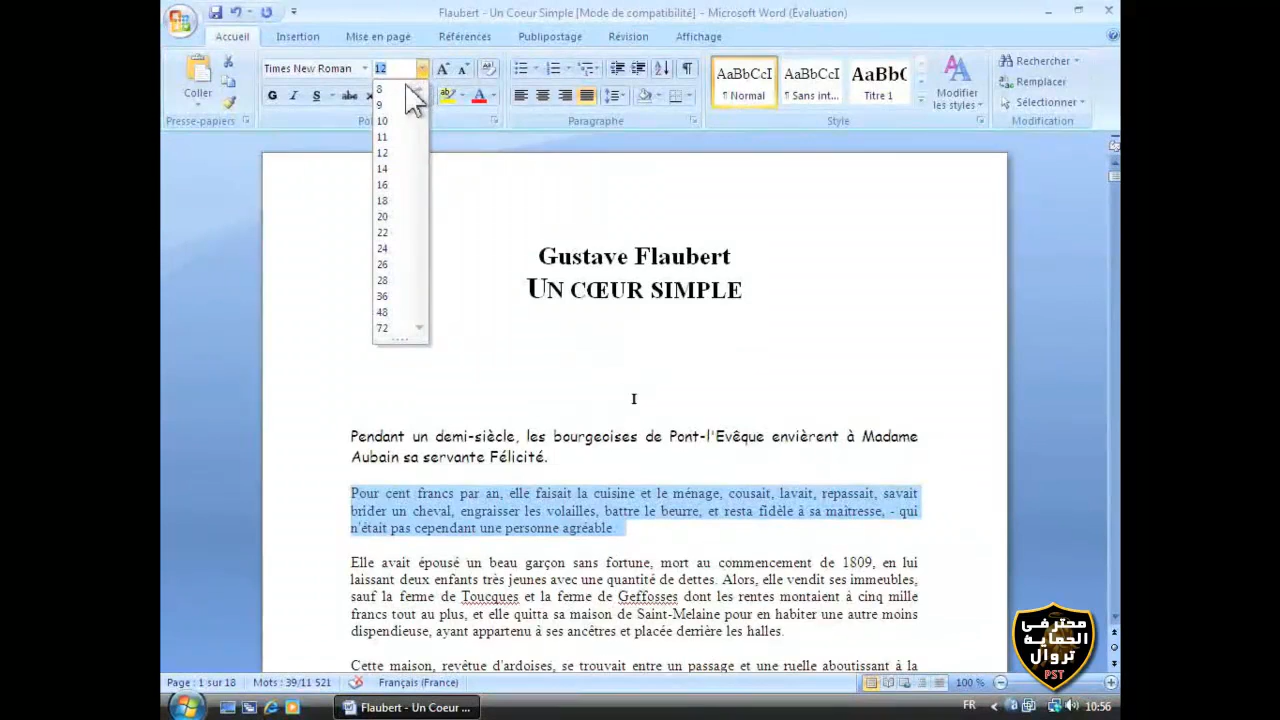 Flaubert - Un Coeur Simple [Mode de compatibilité] - Microsoft Word (Évaluation)
Accueil Insertion Mise en page Références Publipostage Révision Affichage
Times New Roman 12
Coller
G I S abc
Presse-papiers
Paragraphe
AaBbCcI AaBbCcI AaBbC
¶ Normal ¶ Sans int... Titre 1
Modifier les styles
Style
Rechercher
Remplacer
Sélectionner
Modification
8
9
10
11
12
14
16
18
20
22
24
26
28
36
48
72
Gustave Flaubert
UN CŒUR SIMPLE
I
Pendant un demi-siècle, les bourgeoises de Pont-l'Evêque envièrent à Madame
Aubain sa servante Félicité.
Pour cent francs par an, elle faisait la cuisine et le ménage, cousait, lavait, repassait, savait
brider un cheval, engraisser les volailles, battre le beurre, et resta fidèle à sa maitresse, - qui
n'était pas cependant une personne agréable.
Elle avait épousé un beau garçon sans fortune, mort au commencement de 1809, en lui
laissant deux enfants très jeunes avec une quantité de dettes. Alors, elle vendit ses immeubles,
sauf la ferme de Toucques et la ferme de Geffosses dont les rentes montaient à cinq mille
francs tout au plus, et elle quitta sa maison de Saint-Melaine pour en habiter une autre moins
dispendieuse, ayant appartenu à ses ancêtres et placée derrière les halles.
Cette maison, revêtue d'ardoises, se trouvait entre un passage et une ruelle aboutissant à la
محترفى
الحماية
تروال
PST
Page : 1 sur 18 Mots : 39/11 521 Français (France) 100 %
Flaubert - Un Coeur ... FR 10:56